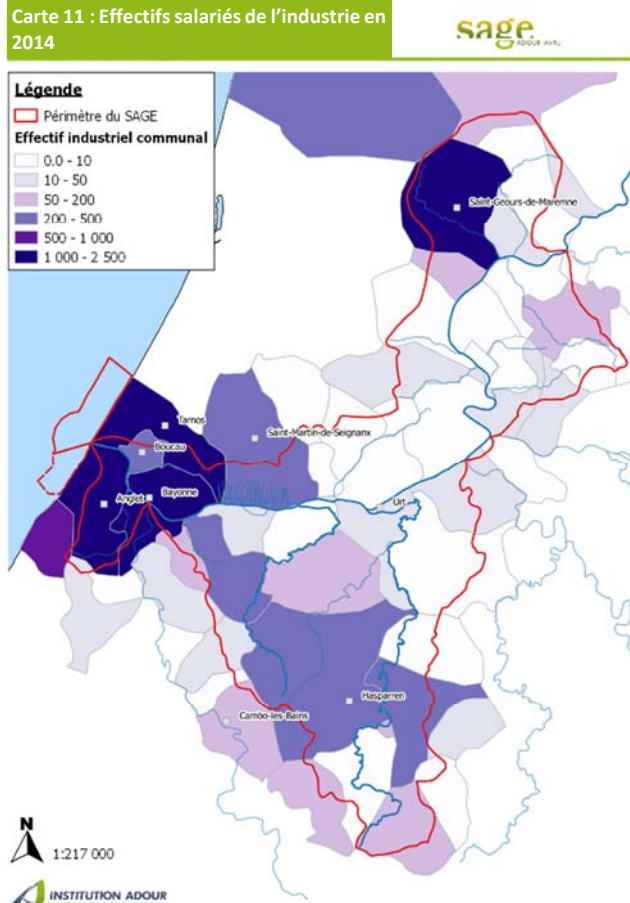 Carte 11 : Effectifs salariés de l'industrie en
2014
sage
ADOUR AVAL
Légende
Périmètre du SAGE
Effectif industriel communal
0.0 - 10
10 - 50
50 - 200
200 - 500
500 - 1 000
1 000 - 2 500
Saint-Geours-de-Maremne
Tarnos
Saint-Martin-de-Seignanx
Boucau
Bayonne
Anglet
Urt
Hasparren
Cambo-les-Bains
N
1:217 000
INSTITUTION ADOUR